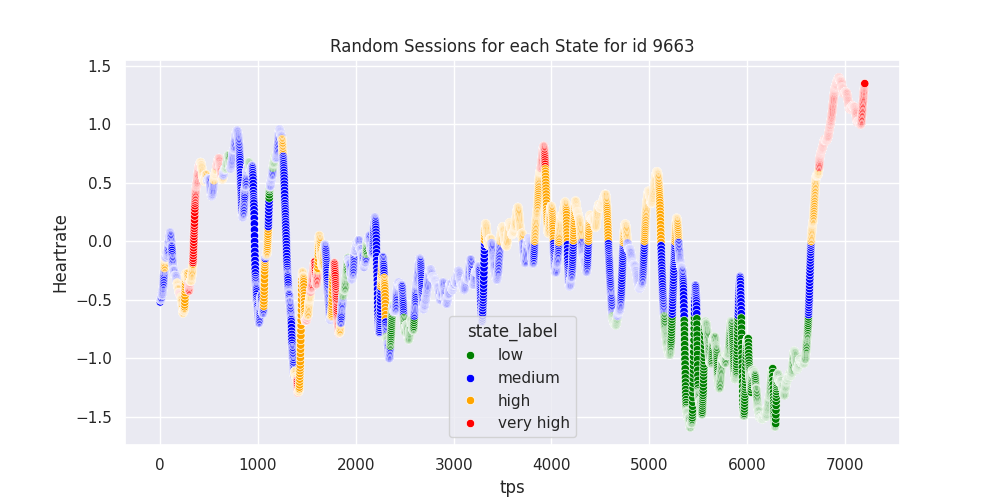 Random Sessions for each State for id 9663
Heartrate
1.5
1.0
0.5
0.0
−0.5
−1.0
−1.5
state_label
low
medium
high
very high
0
1000
2000
3000
4000
5000
6000
7000
tps